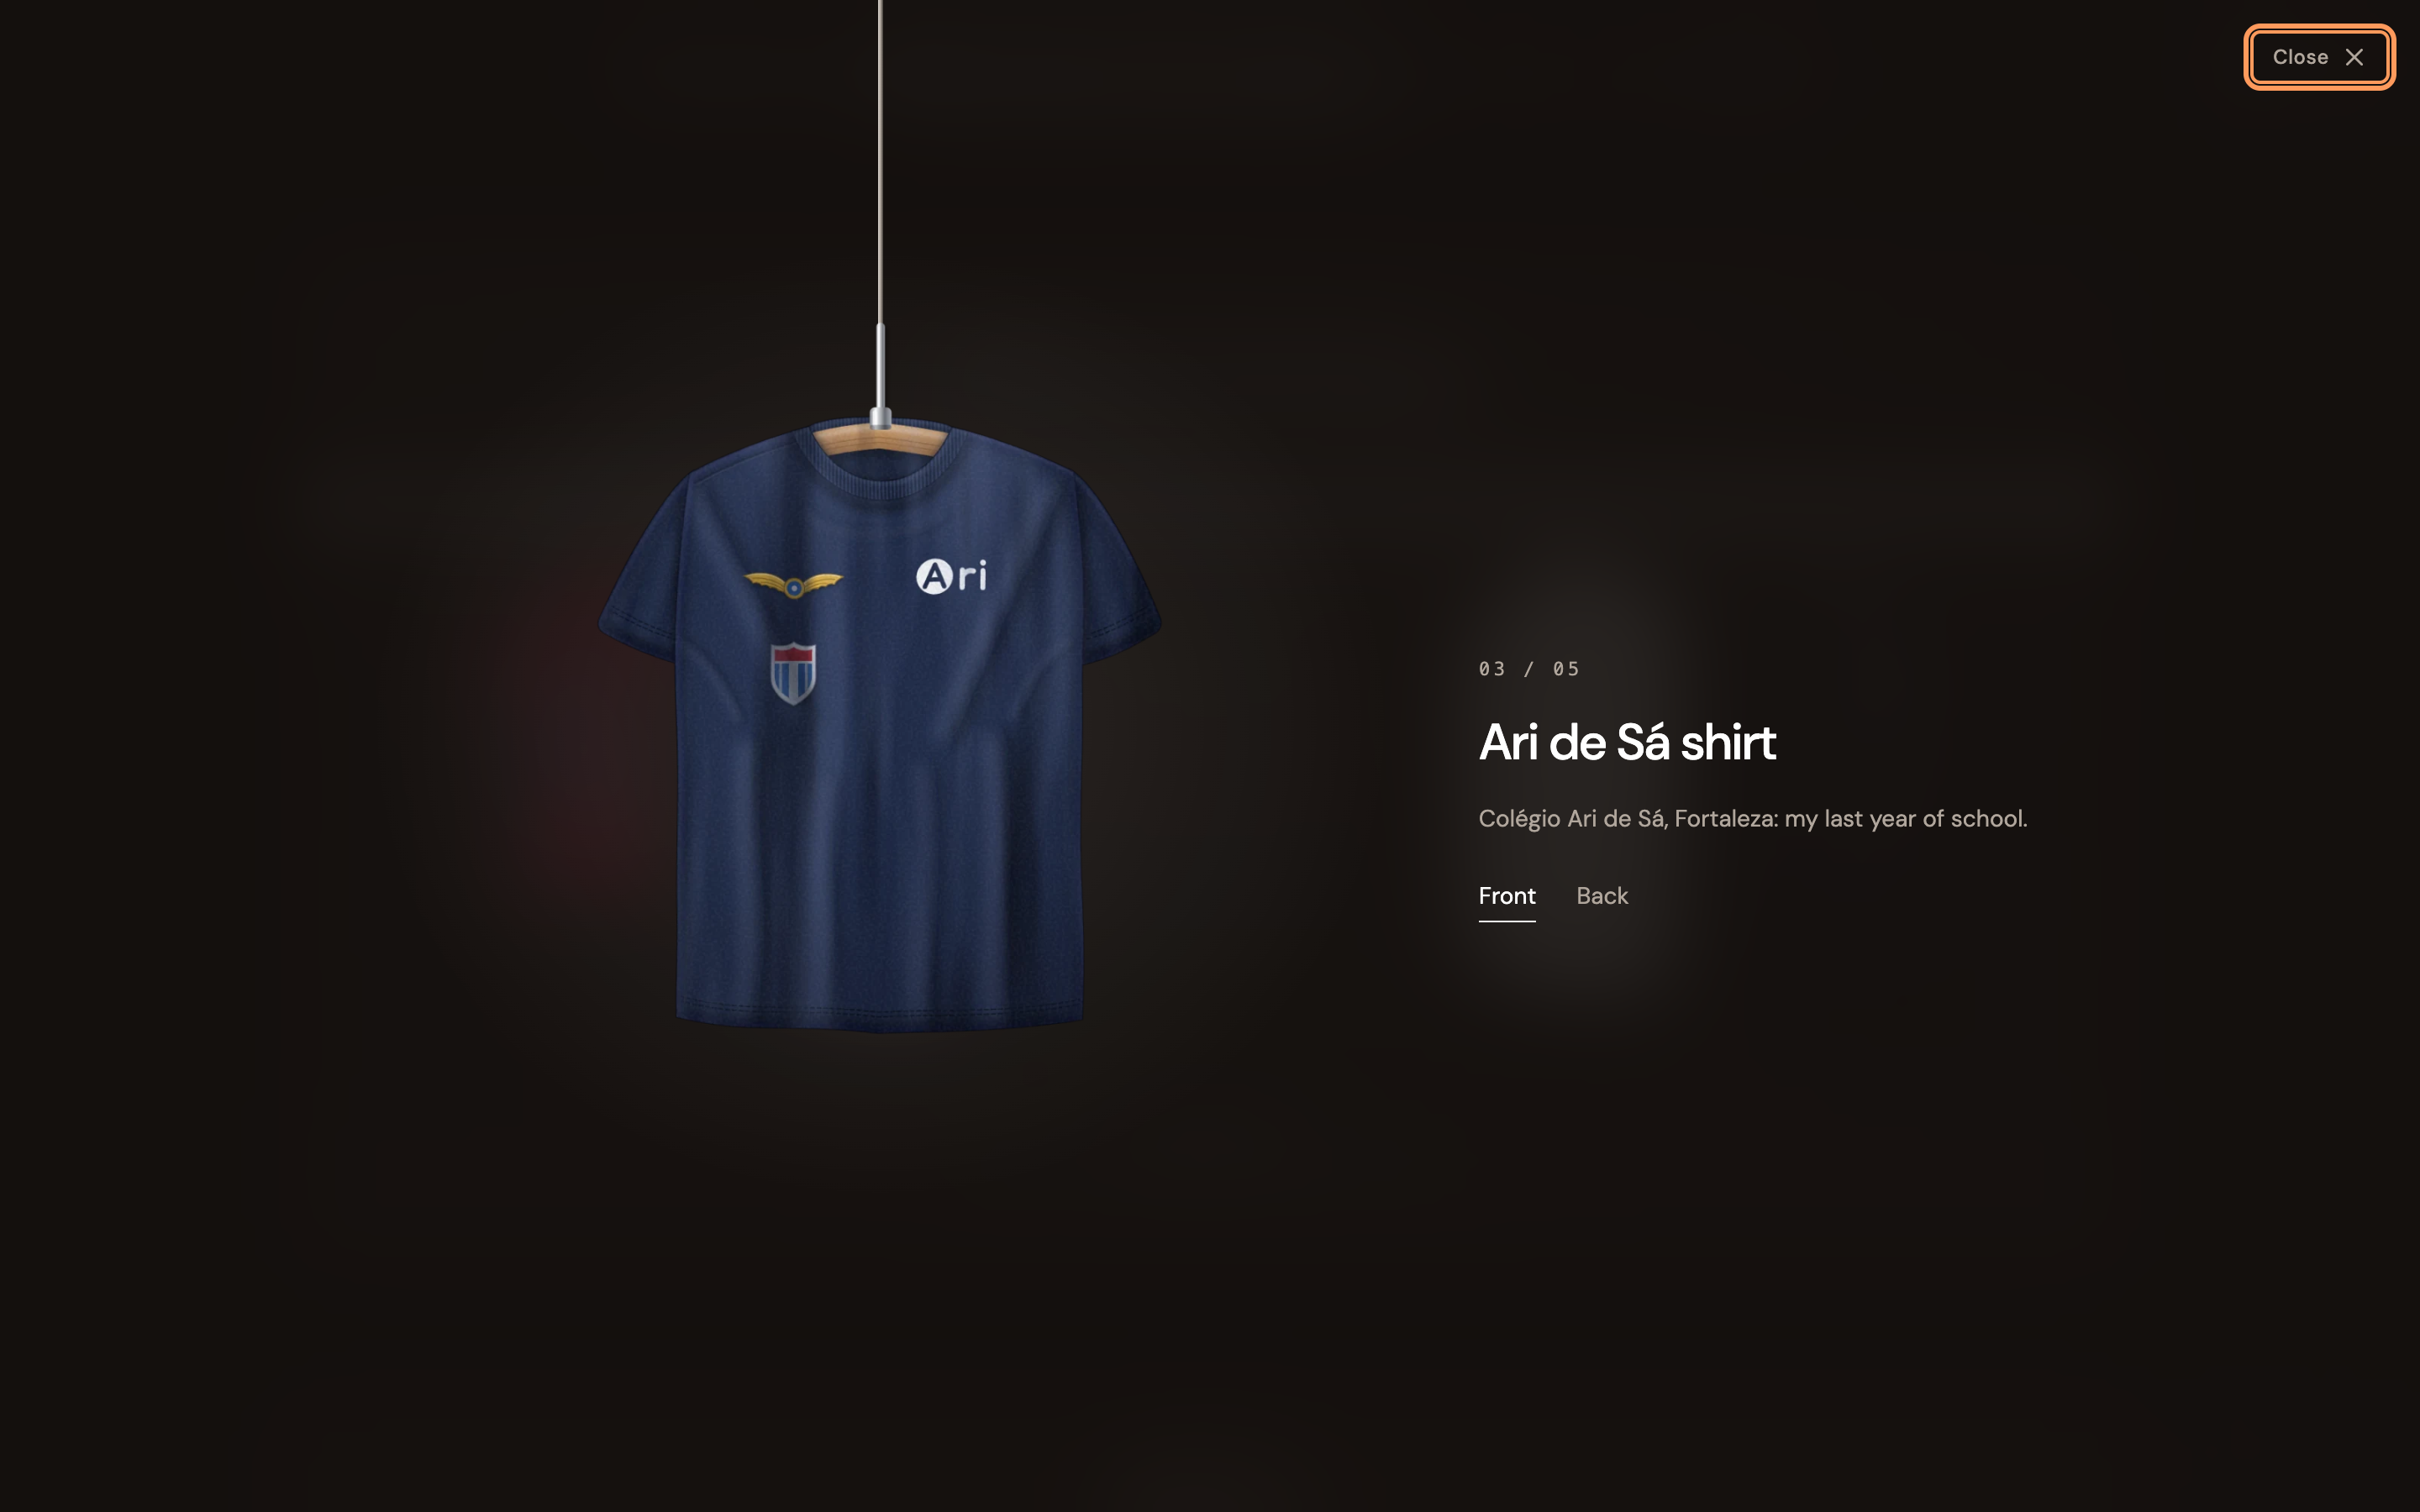 Close
Ari
03 / 05
Ari de Sá shirt
Colégio Ari de Sá, Fortaleza: my last year of school.
Front Back